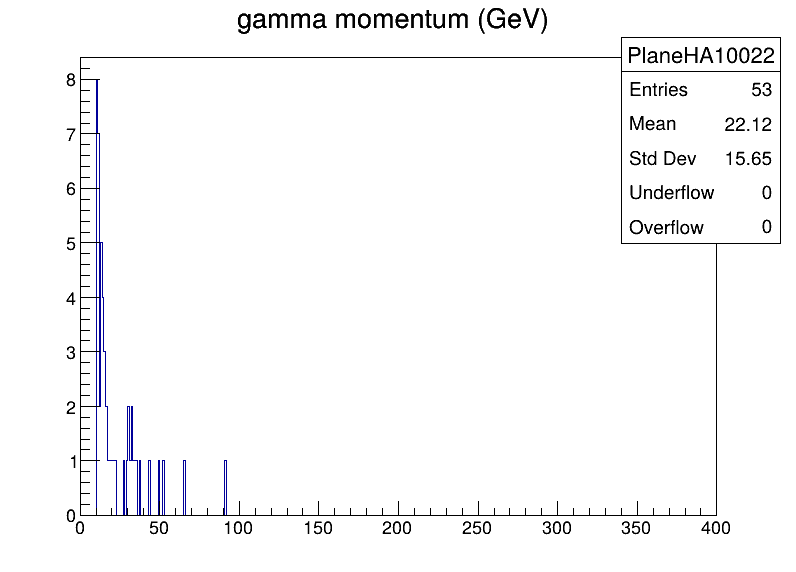 gamma momentum (GeV)
PlaneHA10022
Entries 53
Mean 22.12
Std Dev 15.65
Underflow 0
Overflow 0
8
7
6
5
4
3
2
1
0
0 50 100 150 200 250 300 350 400